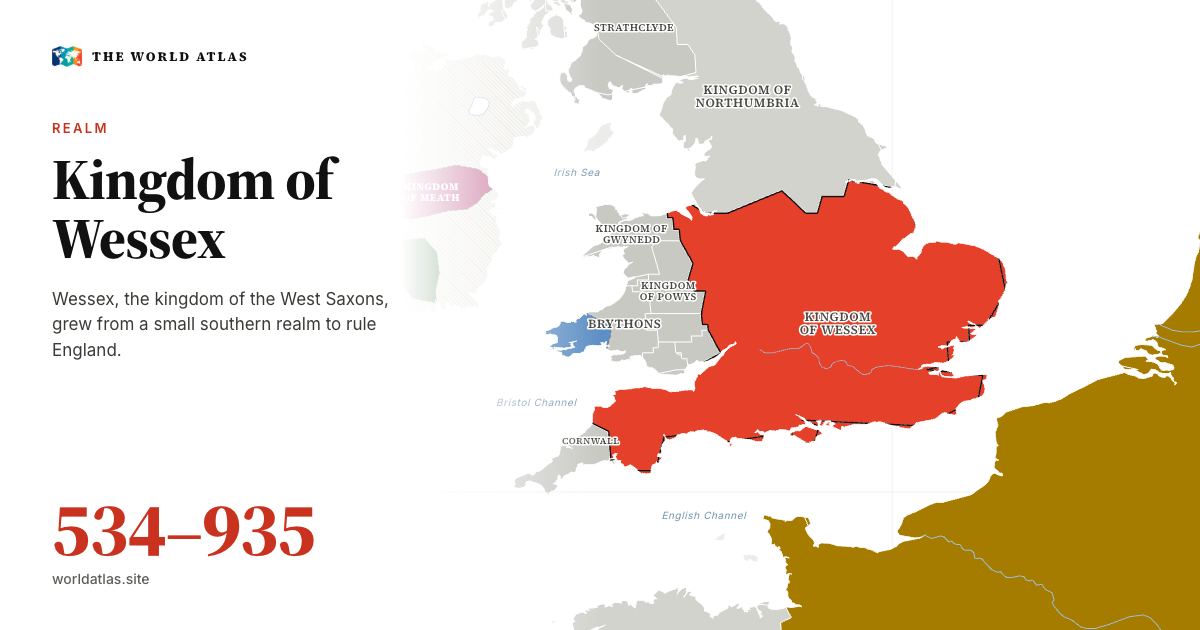 THE WORLD ATLAS
REALM
Kingdom of
Wessex
Wessex, the kingdom of the West Saxons,
grew from a small southern realm to rule
England.
534–935
worldatlas.site
STRATHCLYDE
KINGDOM OF
NORTHUMBRIA
Irish Sea
KINGDOM
OF MEATH
KINGDOM OF
GWYNEDD
KINGDOM
OF POWYS
BRYTHONS
KINGDOM
OF WESSEX
Bristol Channel
CORNWALL
English Channel